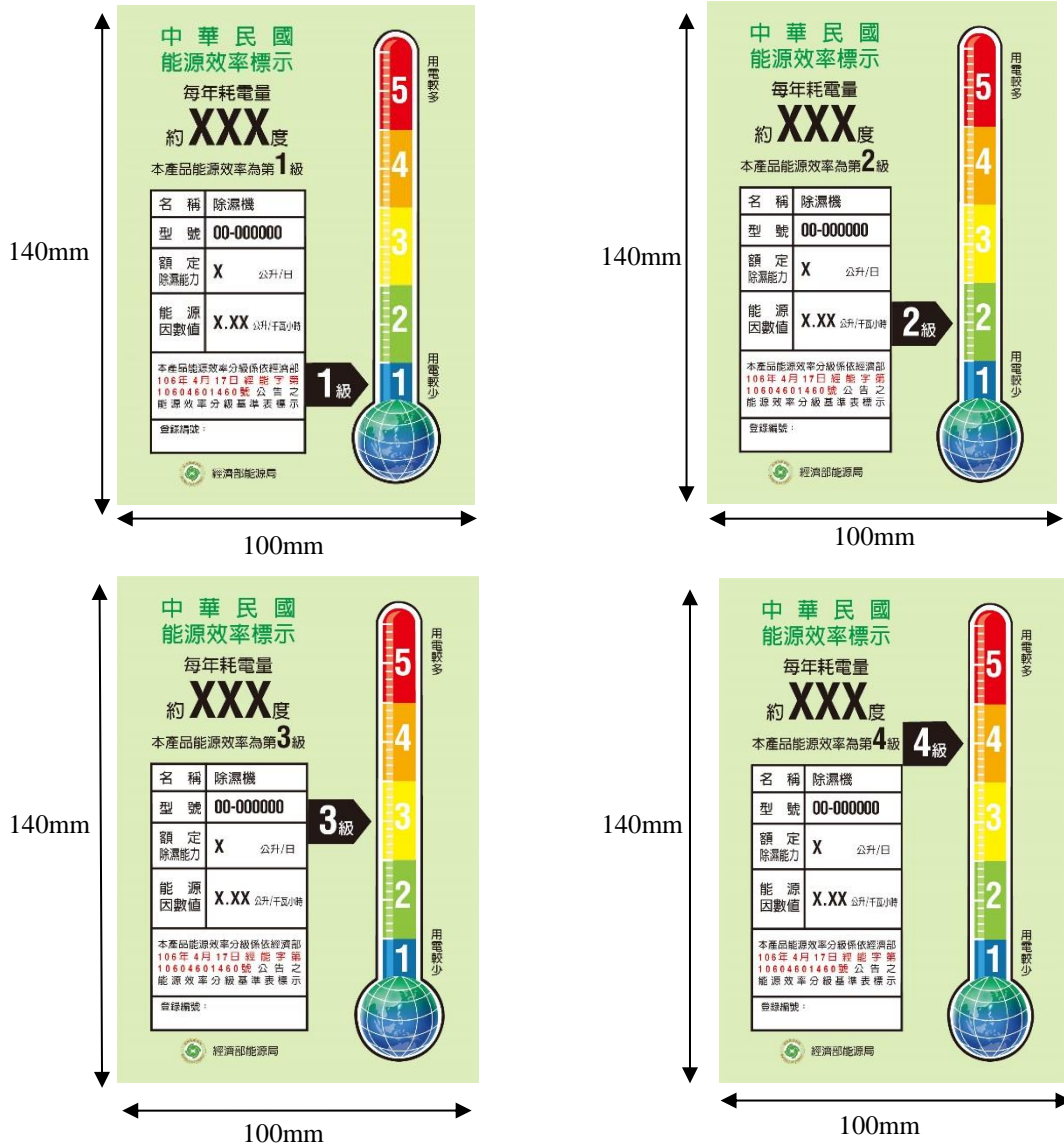 中華民國
能源效率標示
每年耗電量
約XXX度
本產品能源效率為第1級
名稱 除濕機
型號 00-000000
額定除濕能力 X 公升/日
能源因數值 X.XX 公升/千瓦小時
本產品能源效率分級係依經濟部
106年4月17日經能字第
10604601460號公告之
能源效率分級基準表標示
登錄編號：
經濟部能源局
1級
用電較多
5
4
3
2
1
用電較少
140mm
100mm
中華民國
能源效率標示
每年耗電量
約XXX度
本產品能源效率為第2級
名稱 除濕機
型號 00-000000
額定除濕能力 X 公升/日
能源因數值 X.XX 公升/千瓦小時
本產品能源效率分級係依經濟部
106年4月17日經能字第
10604601460號公告之
能源效率分級基準表標示
登錄編號：
經濟部能源局
2級
用電較多
5
4
3
2
1
用電較少
140mm
100mm
中華民國
能源效率標示
每年耗電量
約XXX度
本產品能源效率為第3級
名稱 除濕機
型號 00-000000
額定除濕能力 X 公升/日
能源因數值 X.XX 公升/千瓦小時
本產品能源效率分級係依經濟部
106年4月17日經能字第
10604601460號公告之
能源效率分級基準表標示
登錄編號：
經濟部能源局
3級
用電較多
5
4
3
2
1
用電較少
140mm
100mm
中華民國
能源效率標示
每年耗電量
約XXX度
本產品能源效率為第4級
名稱 除濕機
型號 00-000000
額定除濕能力 X 公升/日
能源因數值 X.XX 公升/千瓦小時
本產品能源效率分級係依經濟部
106年4月17日經能字第
10604601460號公告之
能源效率分級基準表標示
登錄編號：
經濟部能源局
4級
用電較多
5
4
3
2
1
用電較少
140mm
100mm